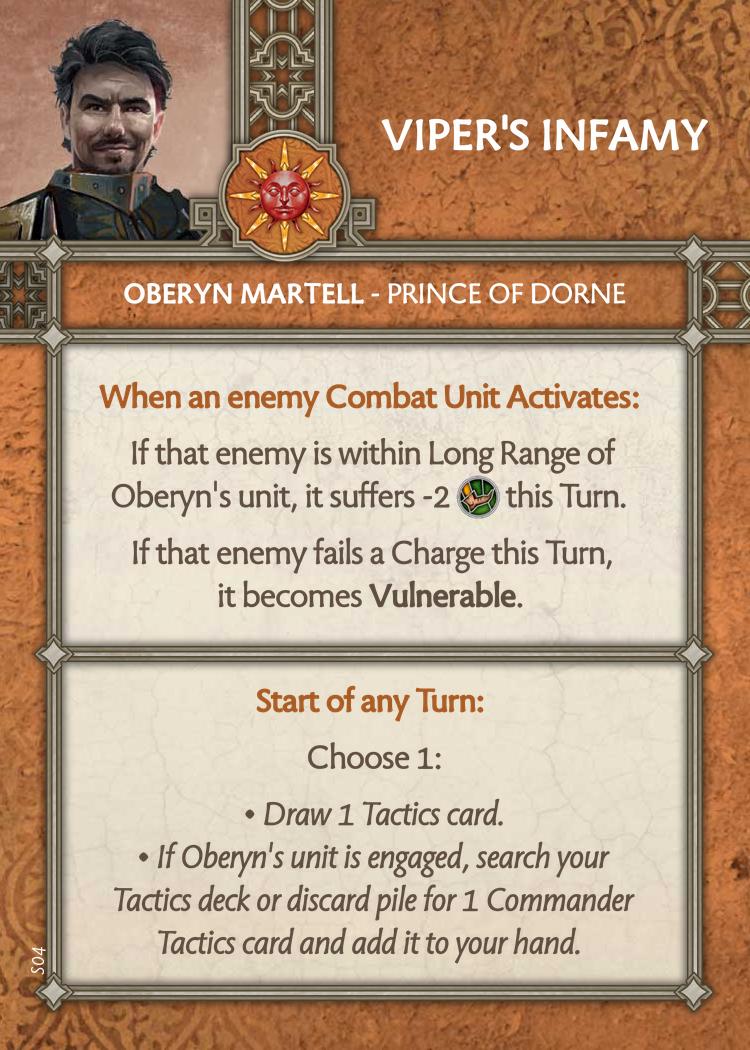 VIPER'S INFAMY
OBERYN MARTELL - PRINCE OF DORNE
When an enemy Combat Unit Activates:
If that enemy is within Long Range of
Oberyn's unit, it suffers -2 this Turn.
If that enemy fails a Charge this Turn,
it becomes Vulnerable.
Start of any Turn:
Choose 1:
• Draw 1 Tactics card.
• If Oberyn's unit is engaged, search your
Tactics deck or discard pile for 1 Commander
Tactics card and add it to your hand.
S04